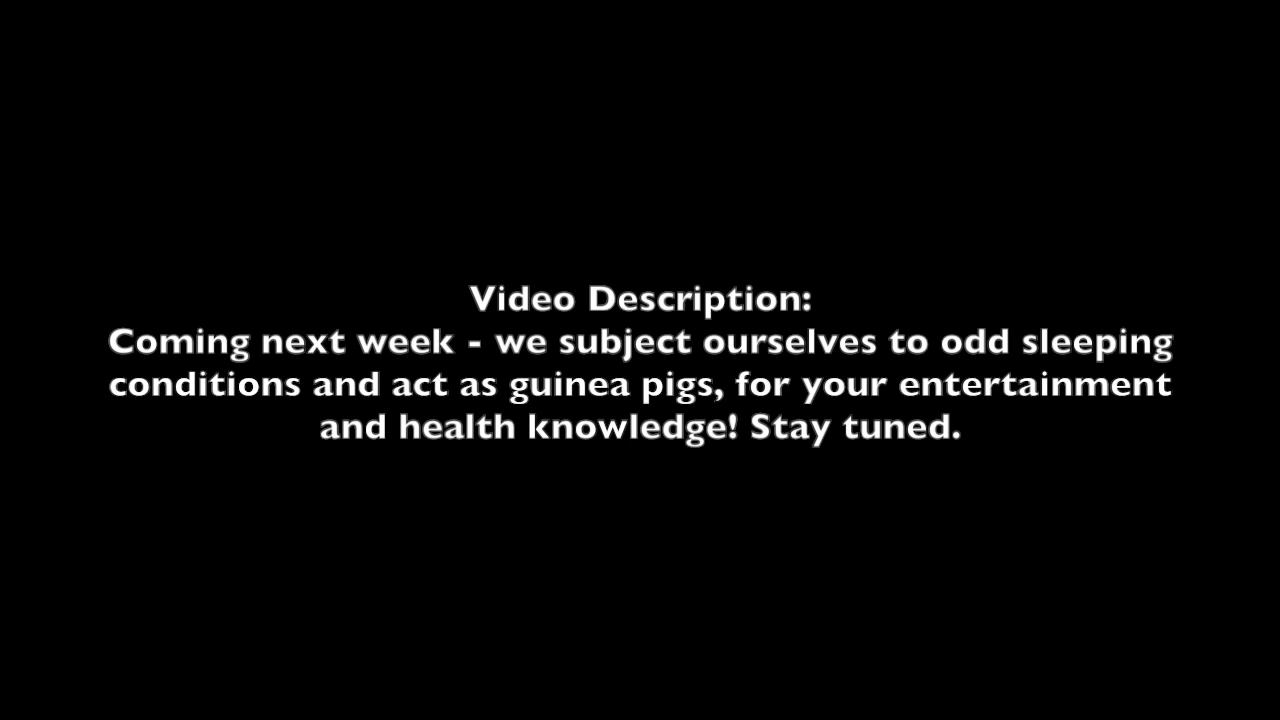 Video Description:
Coming next week - we subject ourselves to odd sleeping
conditions and act as guinea pigs, for your entertainment
and health knowledge! Stay tuned.